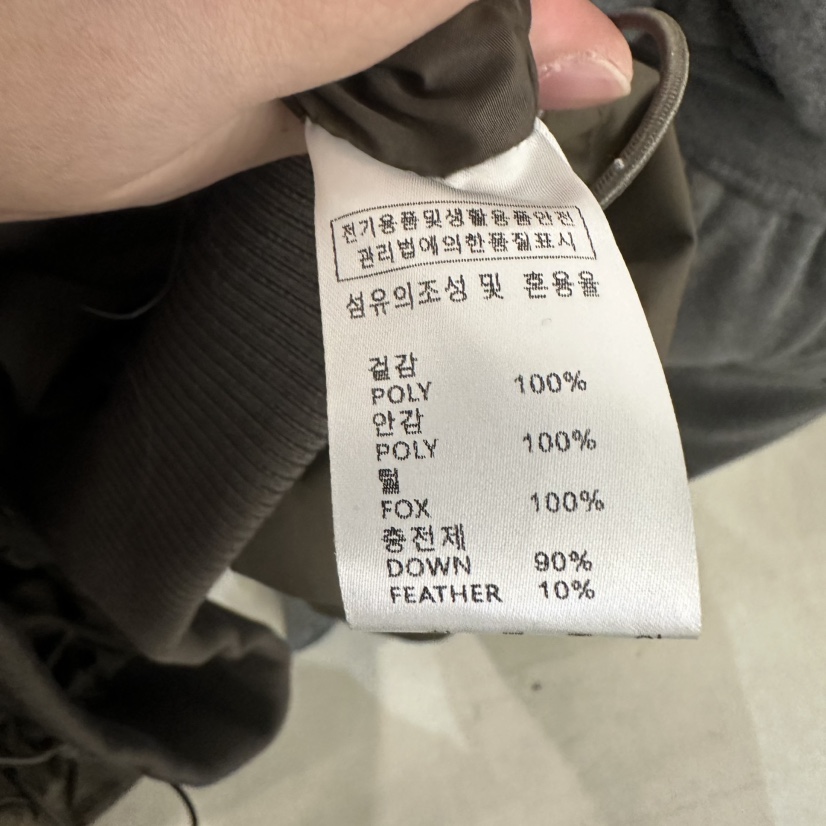 전기용품및생활용품안전
관리법에의한품질표시
섬유의조성 및 혼용율
겉감
POLY 100%
안감
POLY 100%
털
FOX 100%
충전제
DOWN 90%
FEATHER 10%